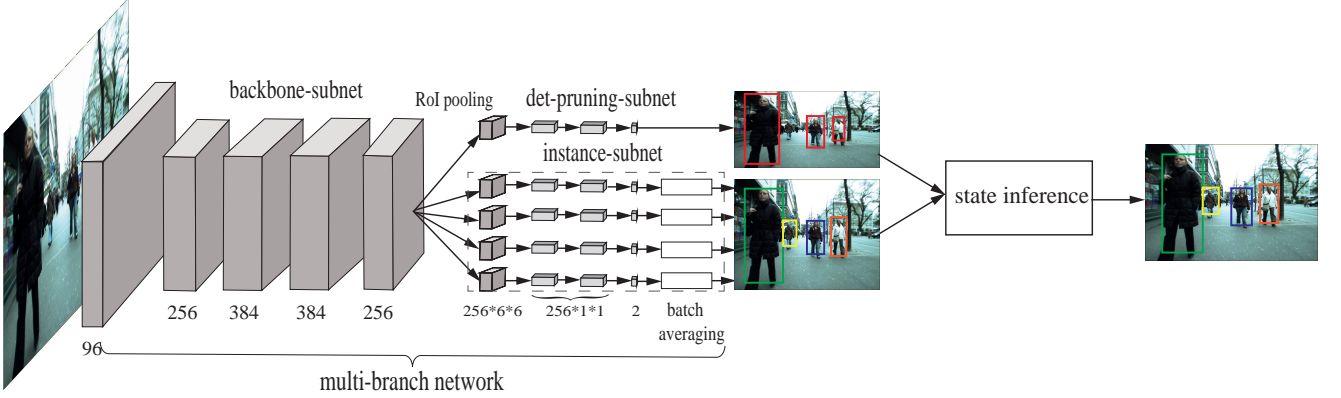 backbone-subnet
RoI pooling
det-pruning-subnet
instance-subnet
state inference
256
384
384
256
256*6*6
256*1*1
2
batch
averaging
96
multi-branch network